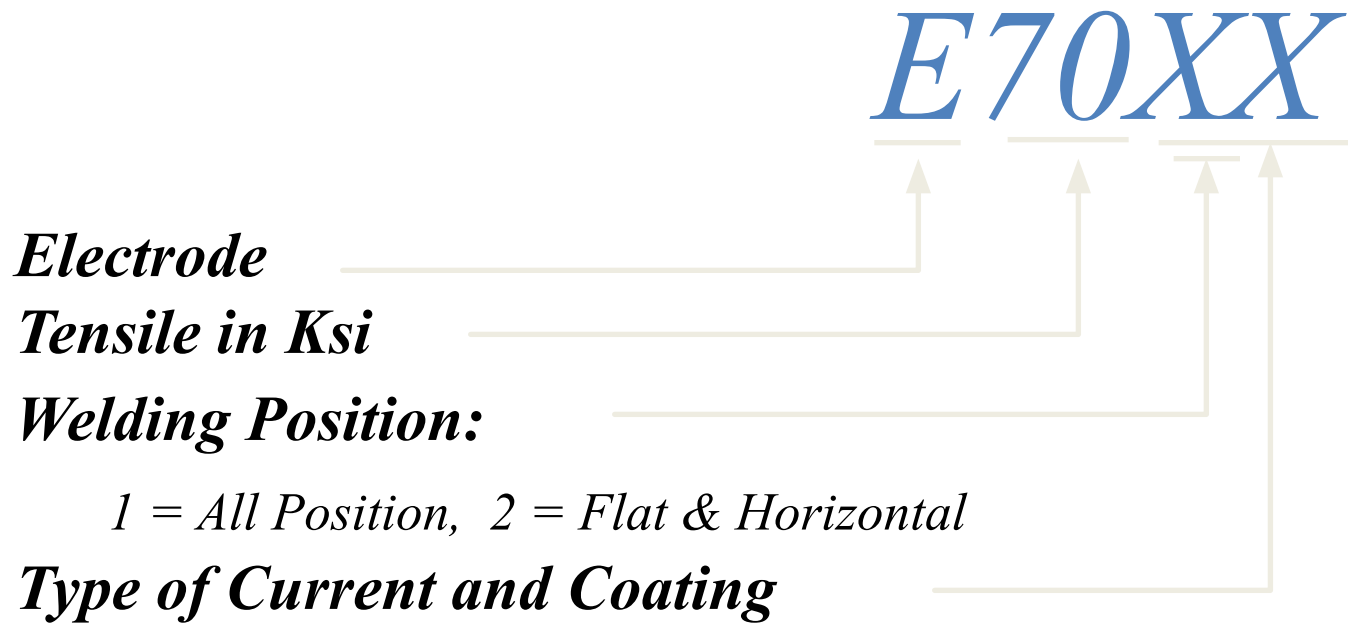 E70XX
Electrode
Tensile in Ksi
Welding Position:
1 = All Position, 2 = Flat & Horizontal
Type of Current and Coating